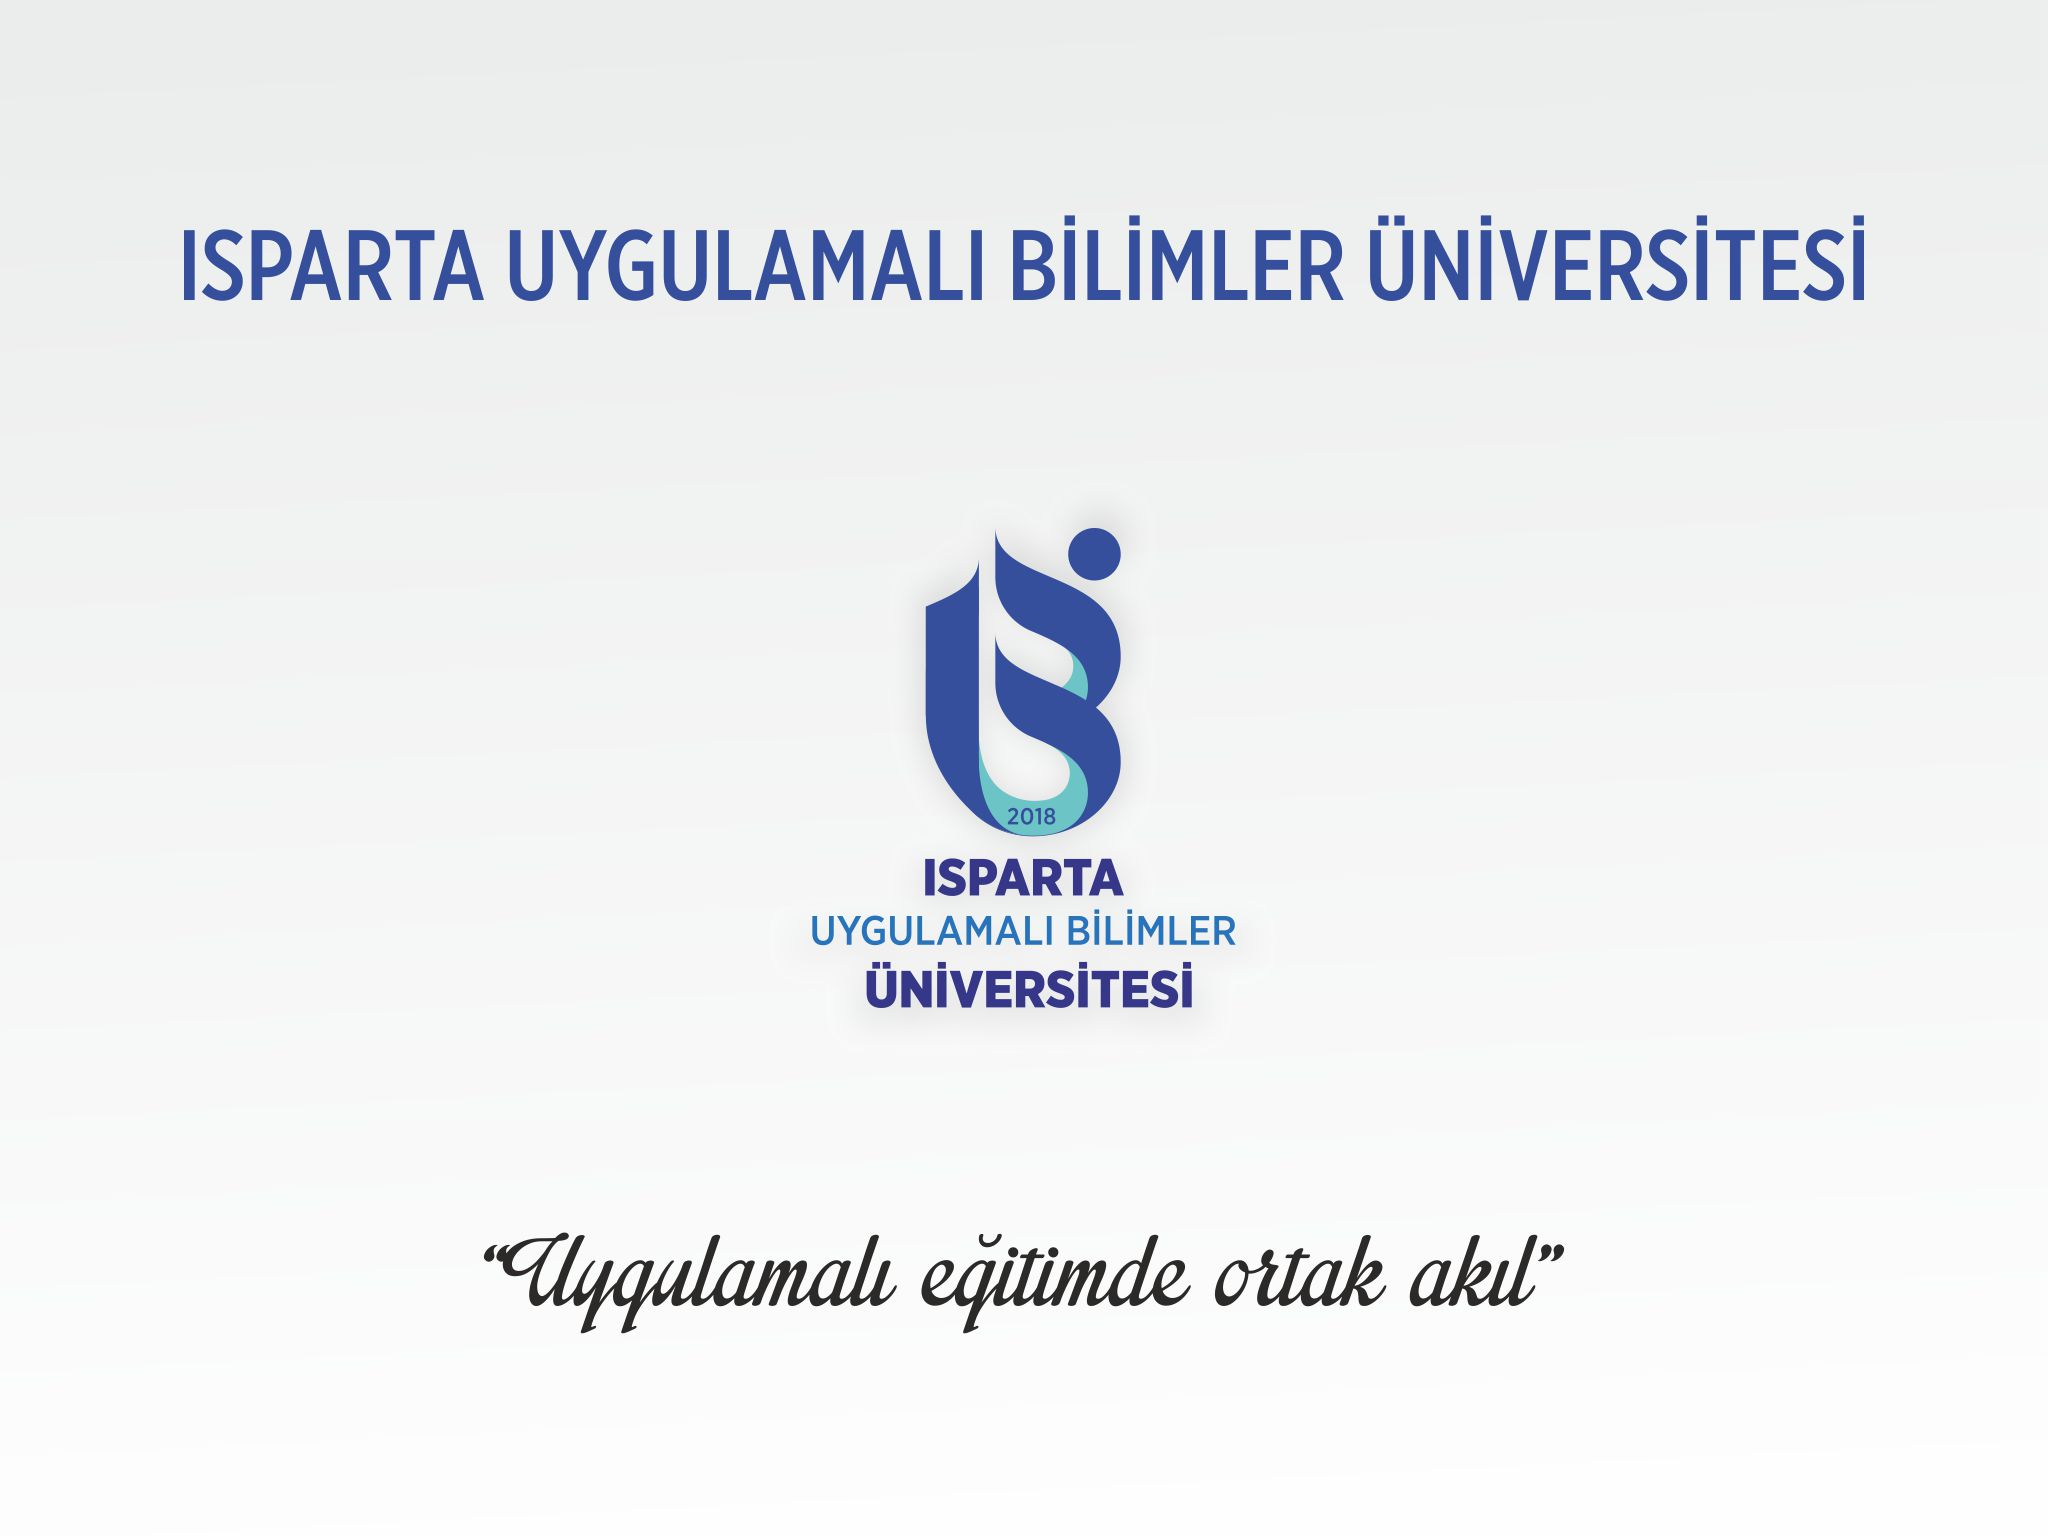 ISPARTA UYGULAMALI BİLİMLER ÜNİVERSİTESİ
2018
ISPARTA
UYGULAMALI BİLİMLER
ÜNİVERSİTESİ
“Uygulamalı eğitimde ortak akıl”